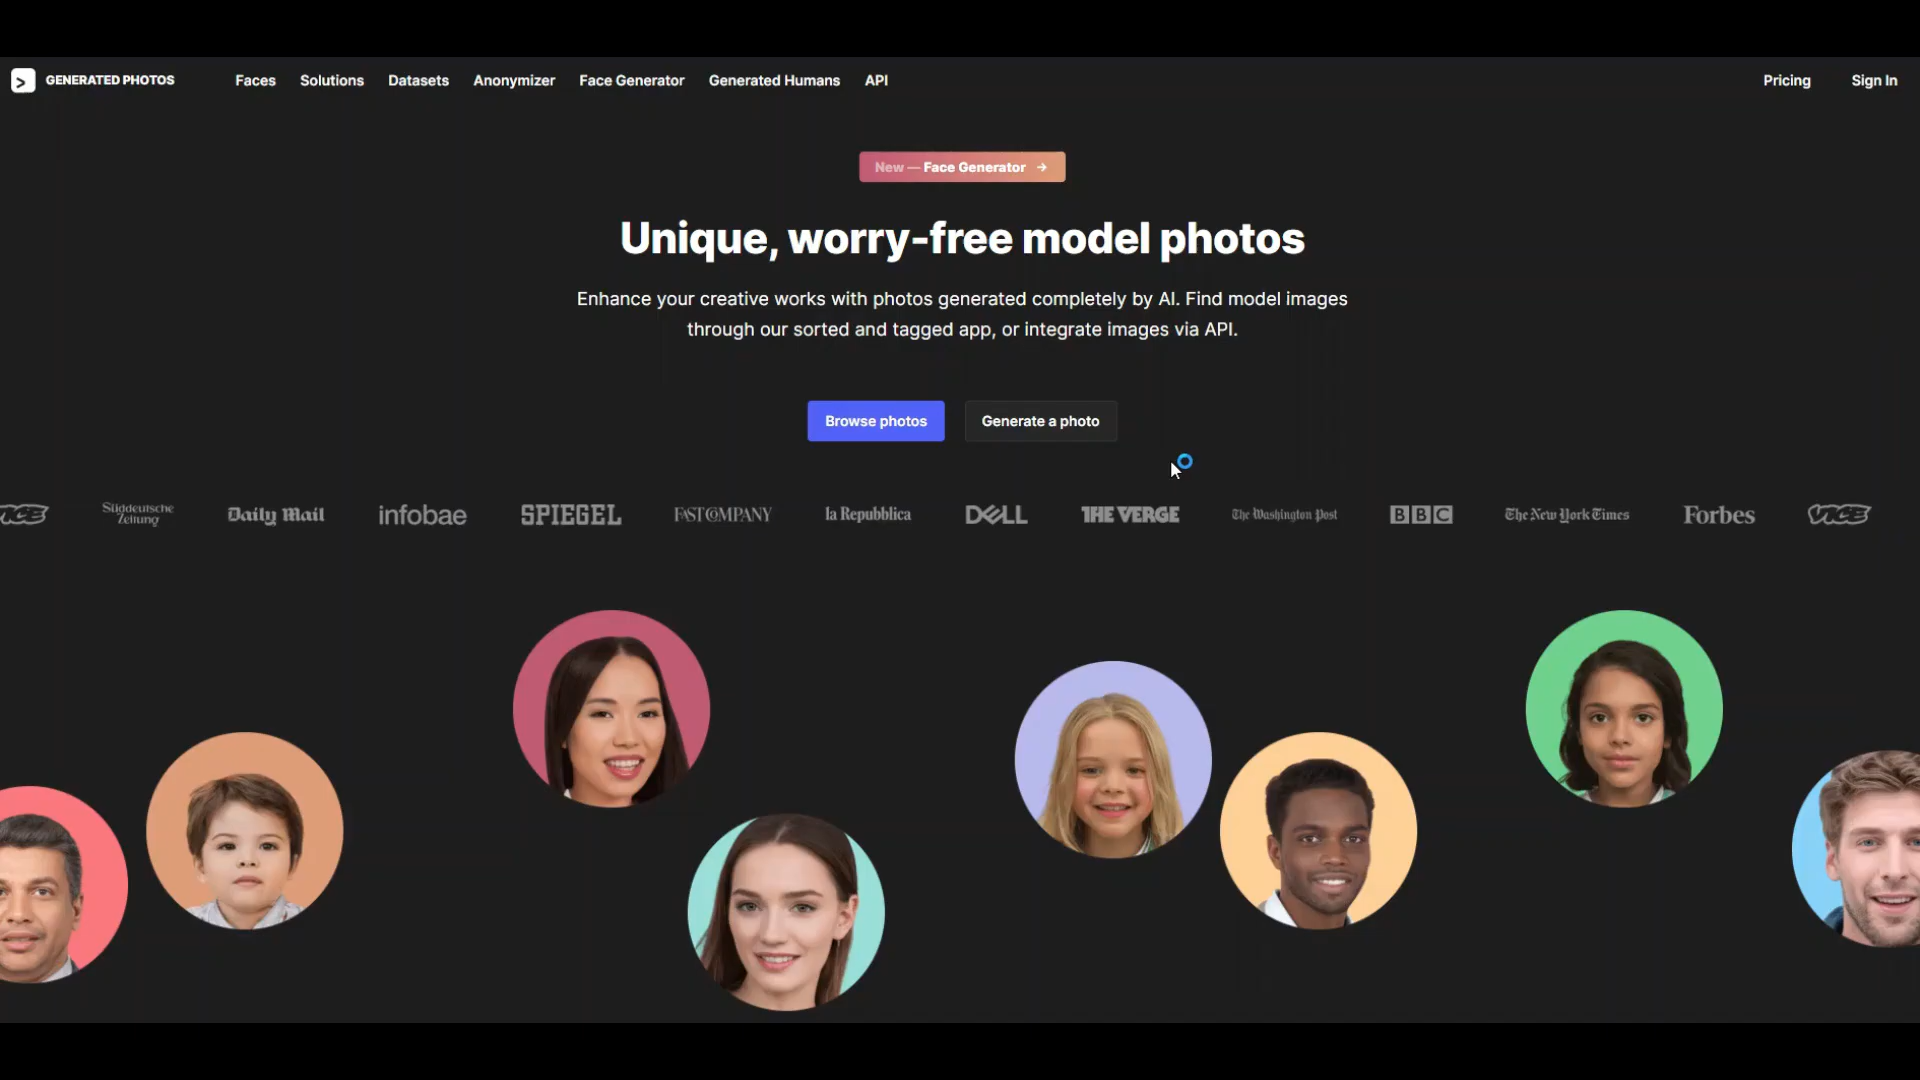 GENERATED PHOTOS
Faces
Solutions
Datasets
Anonymizer
Face Generator
Generated Humans
API
Pricing
Sign In
New — Face Generator →
Unique, worry-free model photos
Enhance your creative works with photos generated completely by AI. Find model images
through our sorted and tagged app, or integrate images via API.
Browse photos
Generate a photo
VICE
Süddeutsche
Zeitung
Daily Mail
infobae
SPIEGEL
FAST COMPANY
la Repubblica
DELL
THE VERGE
The Washington Post
BBC
The New York Times
Forbes
VICE